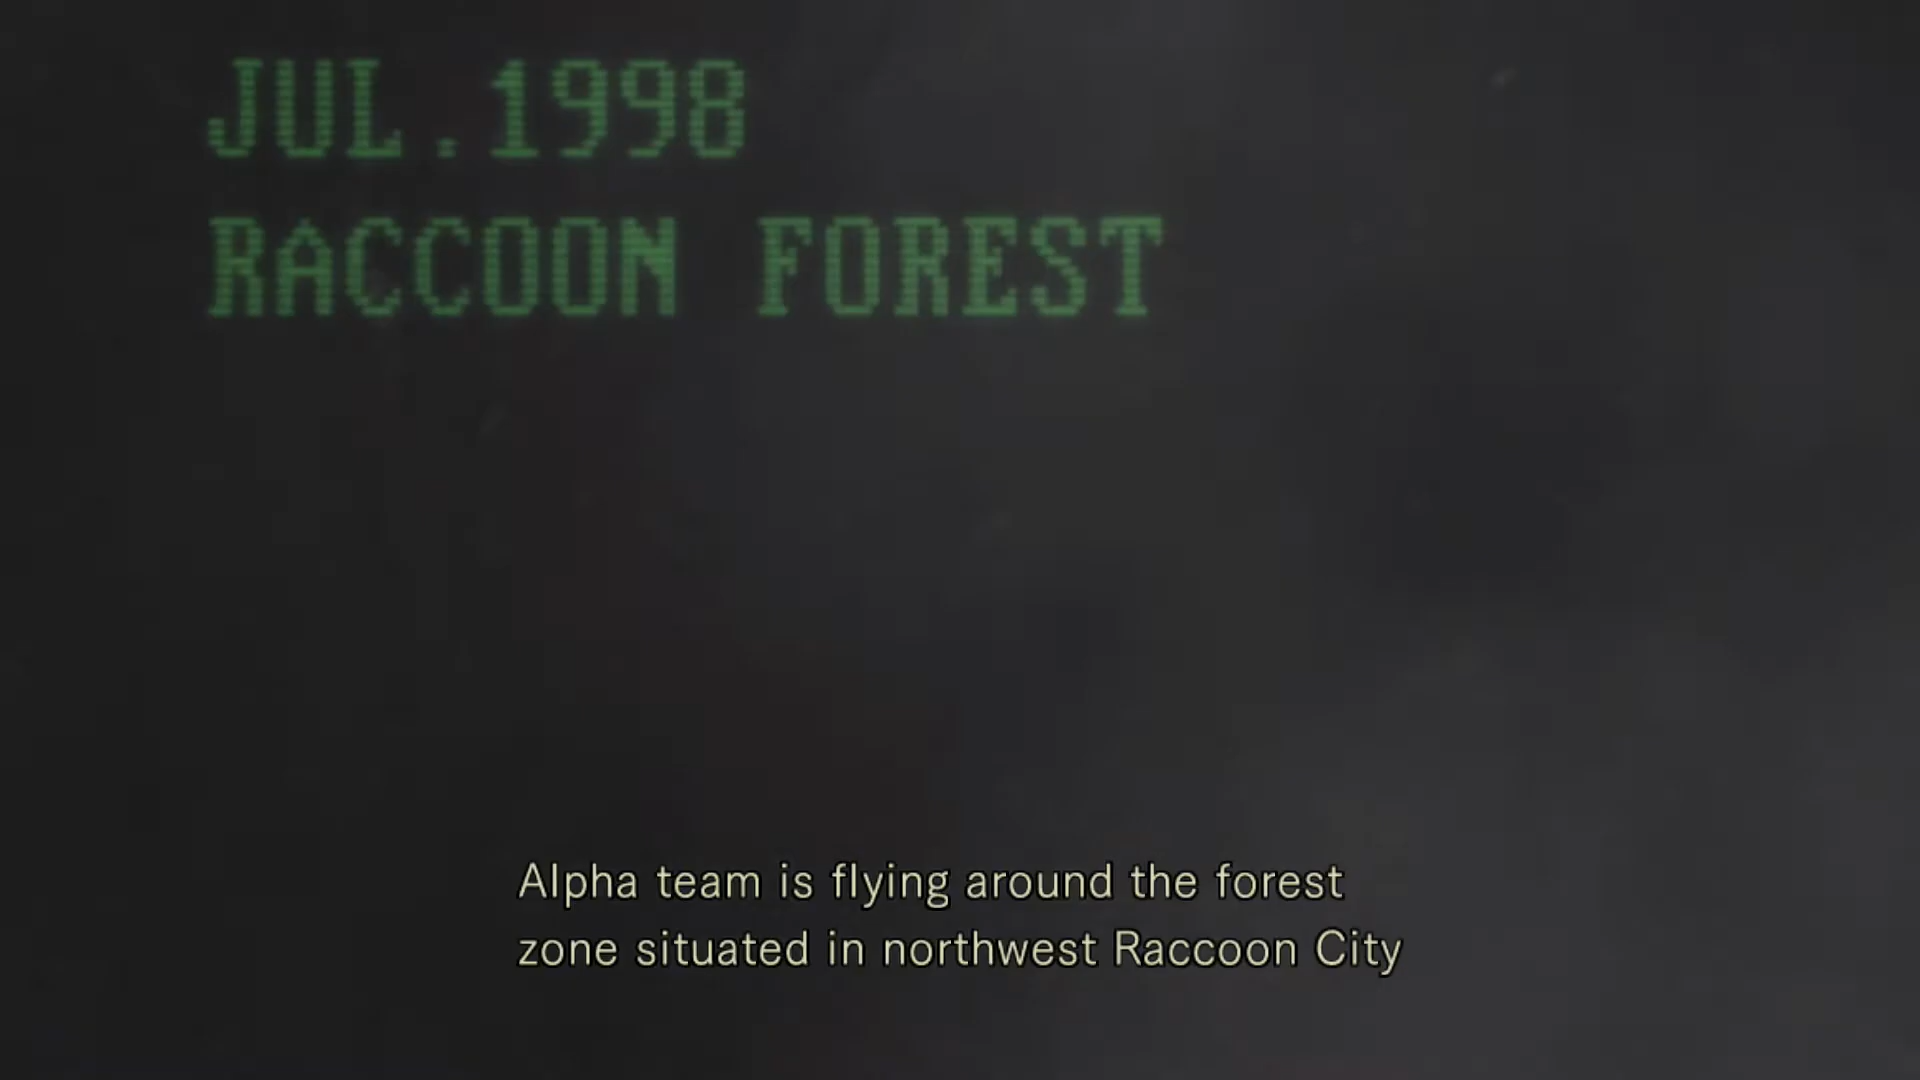 JUL.1998
RACCOON FOREST
Alpha team is flying around the forest
zone situated in northwest Raccoon City